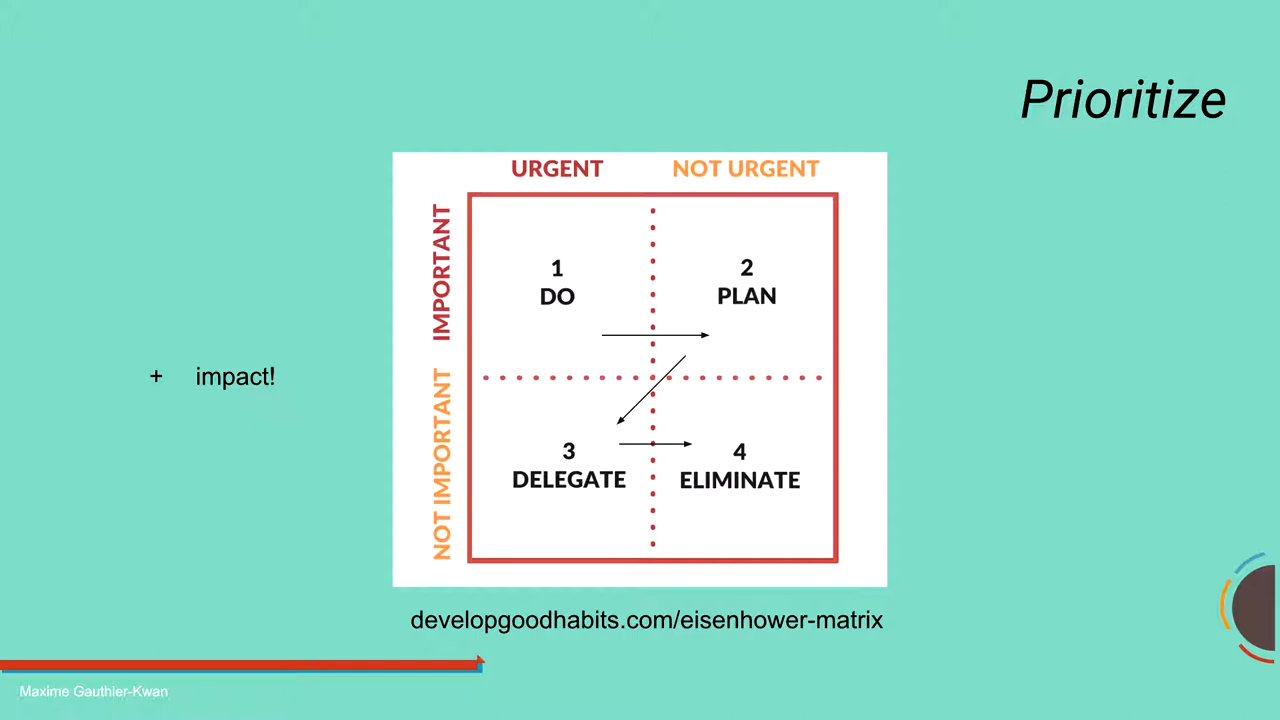 Prioritize
URGENT
NOT URGENT
IMPORTANT
1
DO
2
PLAN
+ impact!
NOT IMPORTANT
3
DELEGATE
4
ELIMINATE
developgoodhabits.com/eisenhower-matrix
Maxime Gauthier-Kwan